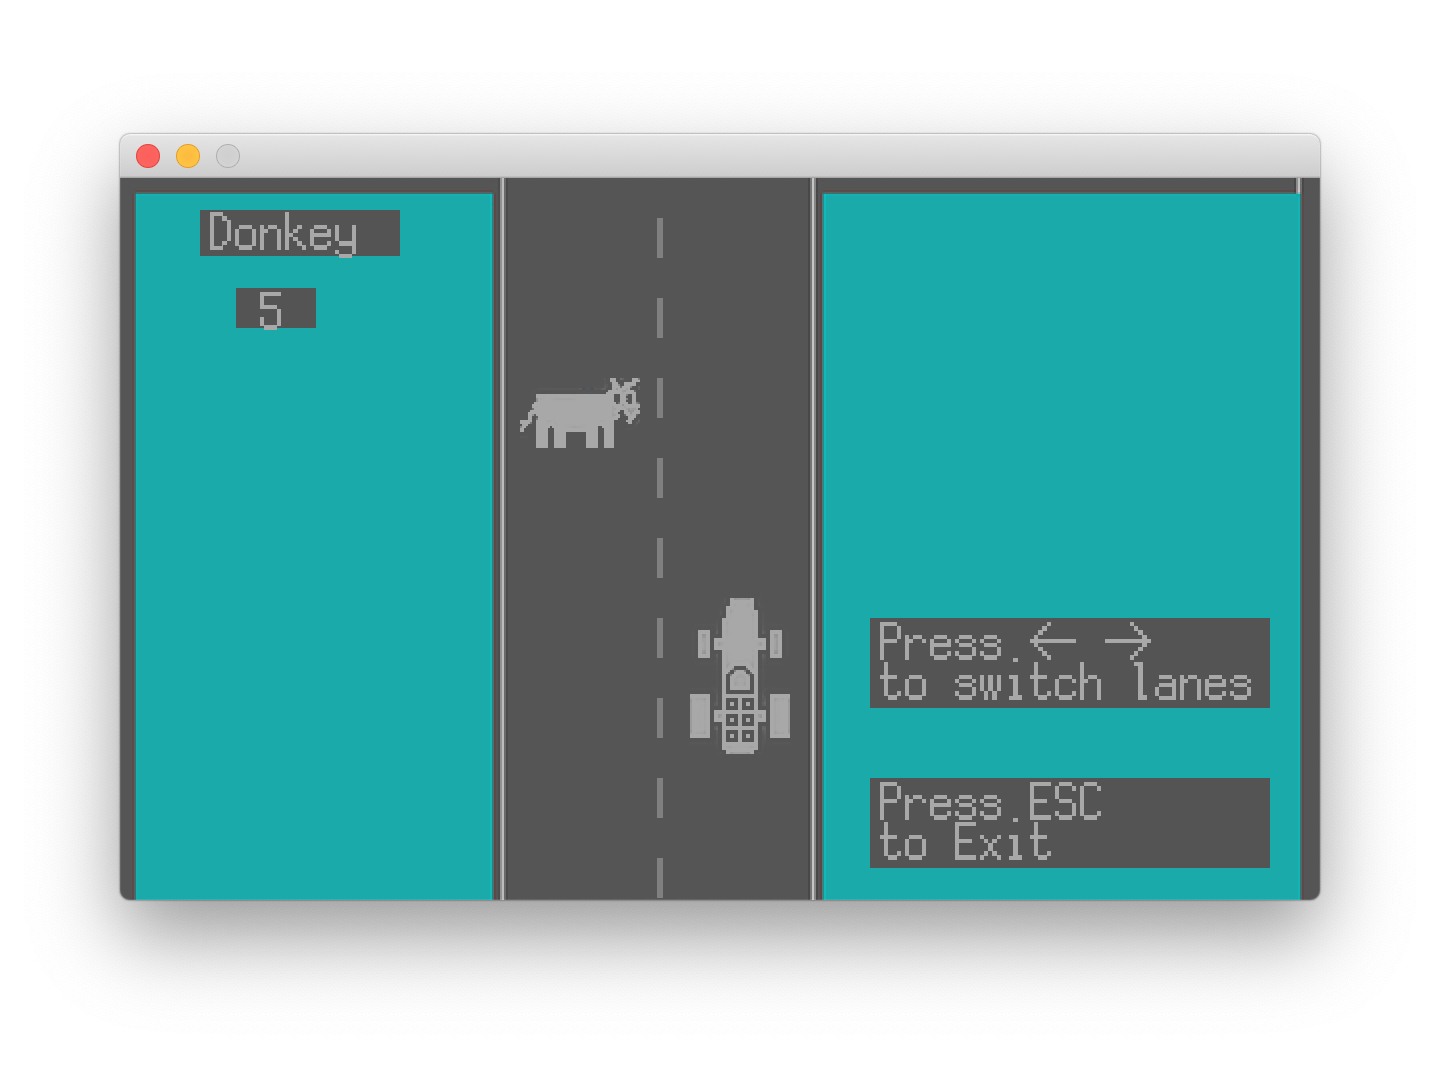 Donkey
5
Press ← →
to switch lanes
Press ESC
to Exit